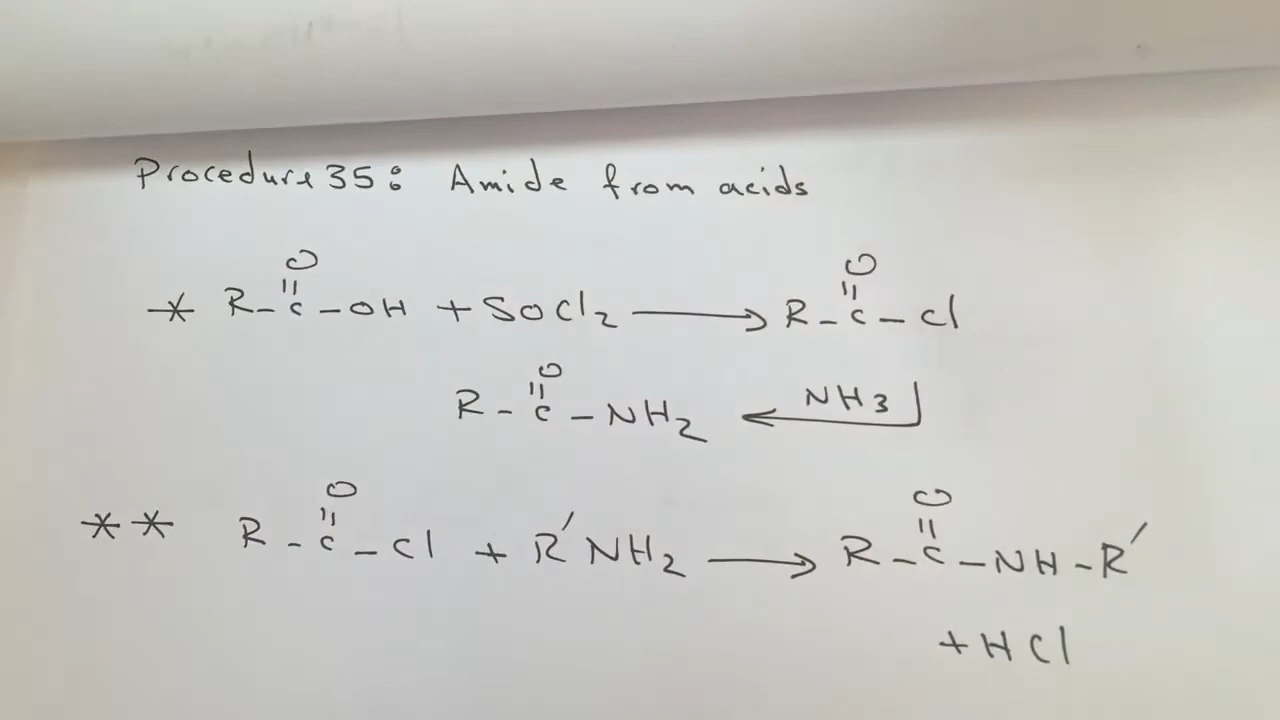 Procedure 35: Amide from acids
O O
* R-C-OH + SOCl2 → R-C-Cl
O
R-C-NH2 ← NH3
O O
** R-C-Cl + R'NH2 → R-C-NH-R'
+ HCl